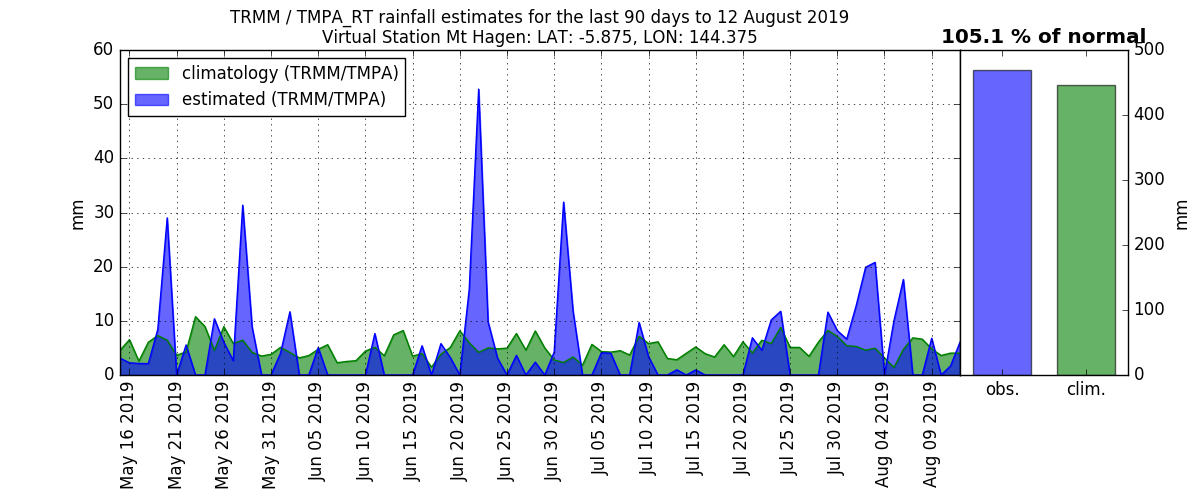 TRMM / TMPA_RT rainfall estimates for the last 90 days to 12 August 2019
Virtual Station Mt Hagen: LAT: -5.875, LON: 144.375
105.1 % of normal
climatology (TRMM/TMPA)
estimated (TRMM/TMPA)
60
50
40
30
20
10
0
mm
May 16 2019
May 21 2019
May 26 2019
May 31 2019
Jun 05 2019
Jun 10 2019
Jun 15 2019
Jun 20 2019
Jun 25 2019
Jun 30 2019
Jul 05 2019
Jul 10 2019
Jul 15 2019
Jul 20 2019
Jul 25 2019
Jul 30 2019
Aug 04 2019
Aug 09 2019
obs.
clim.
500
400
300
200
100
0
mm